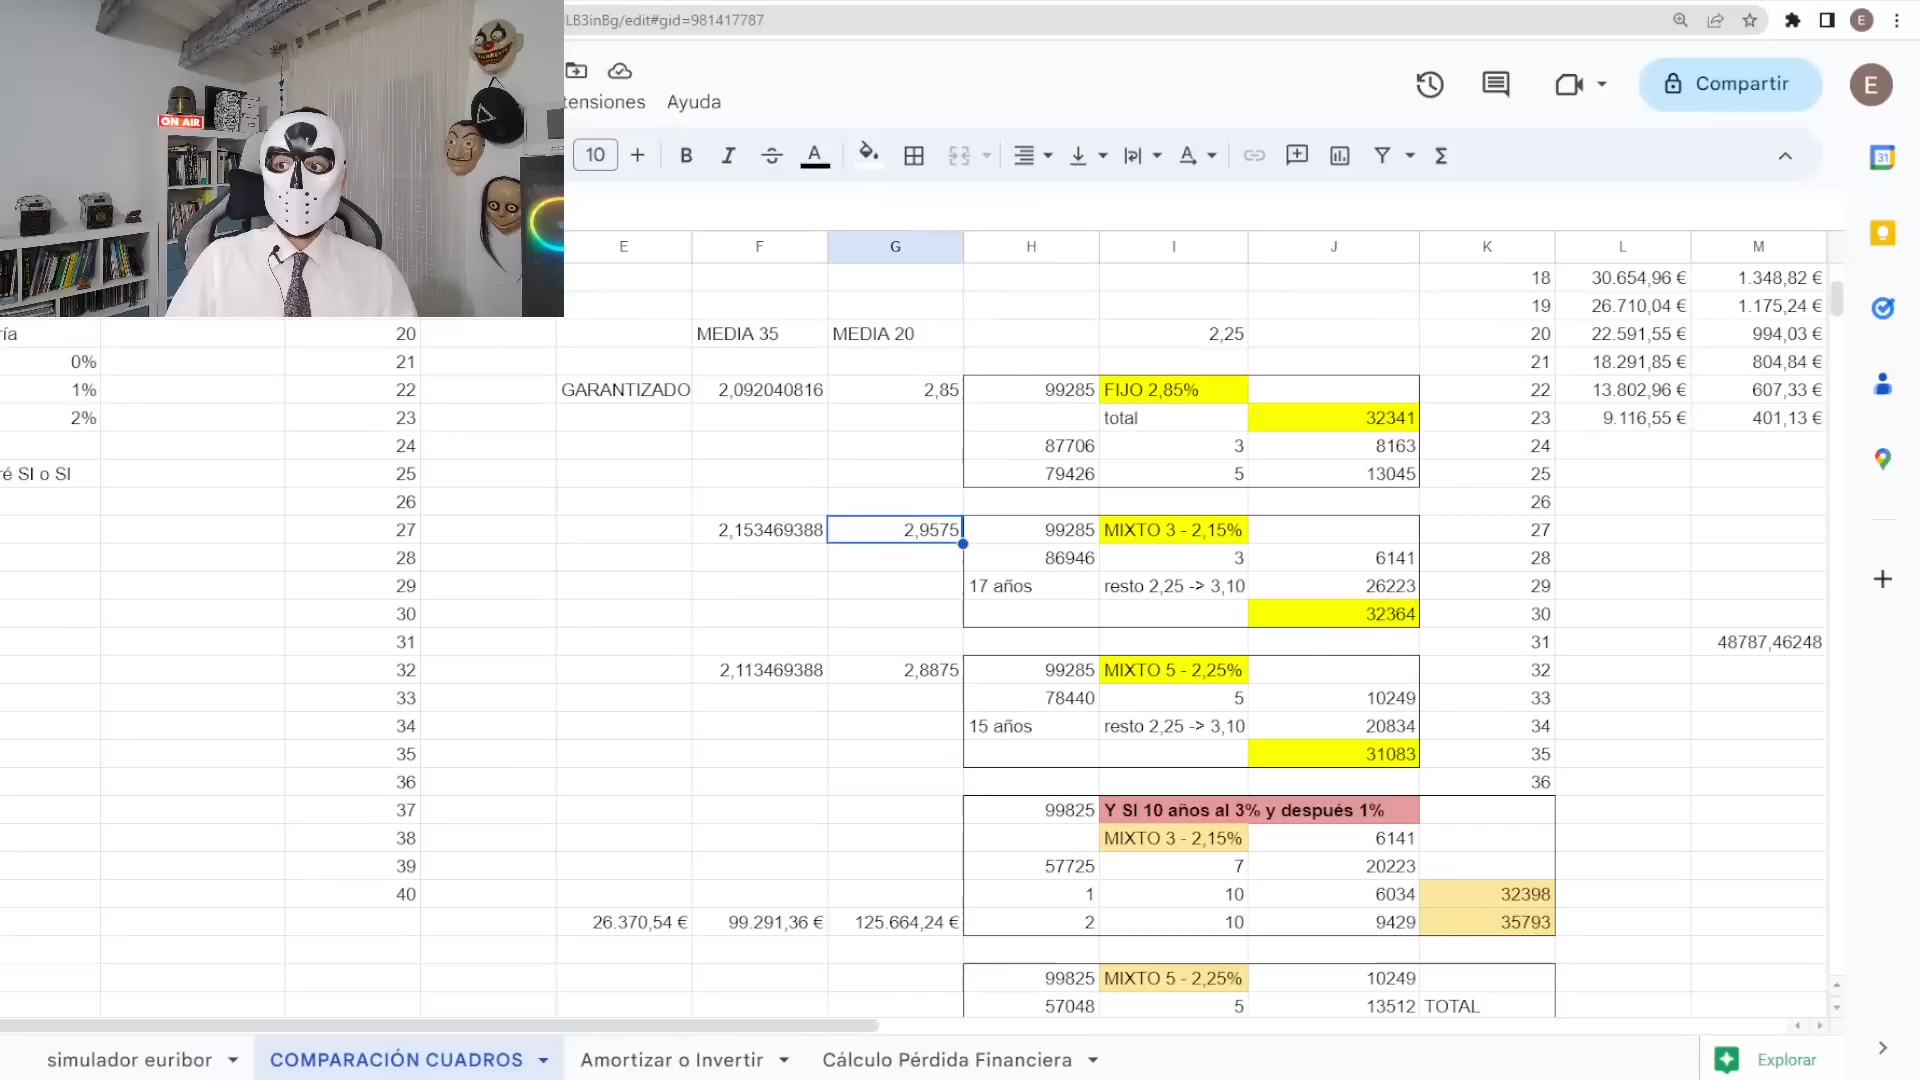 LB3inBg/edit#gid=981417787
E
tensiones Ayuda
Compartir
E
ON AIR
10 B I A
31
E F G H I J K L M
18 30.654,96 € 1.348,82 €
19 26.710,04 € 1.175,24 €
ía 20 MEDIA 35 MEDIA 20 2,25 20 22.591,55 € 994,03 €
0% 21 21 18.291,85 € 804,84 €
1% 22 GARANTIZADO 2,092040816 2,85 99285 FIJO 2,85% 22 13.802,96 € 607,33 €
2% 23 total 32341 23 9.116,55 € 401,13 €
24 87706 3 8163 24
ré SI o SI 25 79426 5 13045 25
26 26
27 2,153469388 2,9575 99285 MIXTO 3 - 2,15% 27
28 86946 3 6141 28
29 17 años resto 2,25 -> 3,10 26223 29
30 32364 30
31 31 48787,46248
32 2,113469388 2,8875 99285 MIXTO 5 - 2,25% 32
33 78440 5 10249 33
34 15 años resto 2,25 -> 3,10 20834 34
35 31083 35
36 36
37 99825 Y SI 10 años al 3% y después 1%
38 MIXTO 3 - 2,15% 6141
39 57725 7 20223
40 1 10 6034 32398
26.370,54 € 99.291,36 € 125.664,24 € 2 10 9429 35793
99825 MIXTO 5 - 2,25% 10249
57048 5 13512 TOTAL
simulador euribor COMPARACIÓN CUADROS Amortizar o Invertir Cálculo Pérdida Financiera Explorar